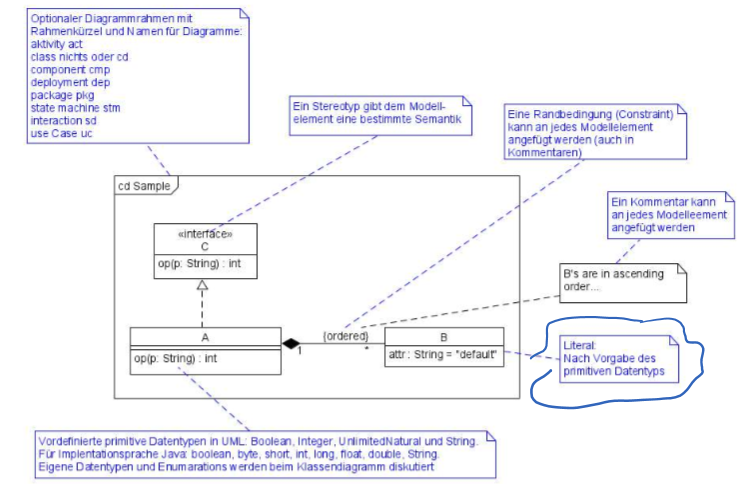 Optionaler Diagrammrahmen mit
Rahmenkürzel und Namen für Diagramme:
aktivity act
class nichts oder cd
component cmp
deployment dep
package pkg
state machine stm
interaction sd
use Case uc
Ein Stereotyp gibt dem Modell-
element eine bestimmte Semantik
Eine Randbedingung (Constraint)
kann an jedes Modellelement
angefügt werden (auch in
Kommentaren)
cd Sample
Ein Kommentar kann
an jedes Modelleement
angefügt werden
«interface»
C
op(p: String) : int
B's are in ascending
order...
A
op(p: String) : int
1
{ordered}
*
B
attr : String = "default"
Literal:
Nach Vorgabe des
primitiven Datentyps
Vordefinierte primitive Datentypen in UML: Boolean, Integer, UnlimitedNatural und String.
Für Implentationsprache Java: boolean, byte, short, int, long, float, double, String.
Eigene Datentypen und Enumarations werden beim Klassendiagramm diskutiert